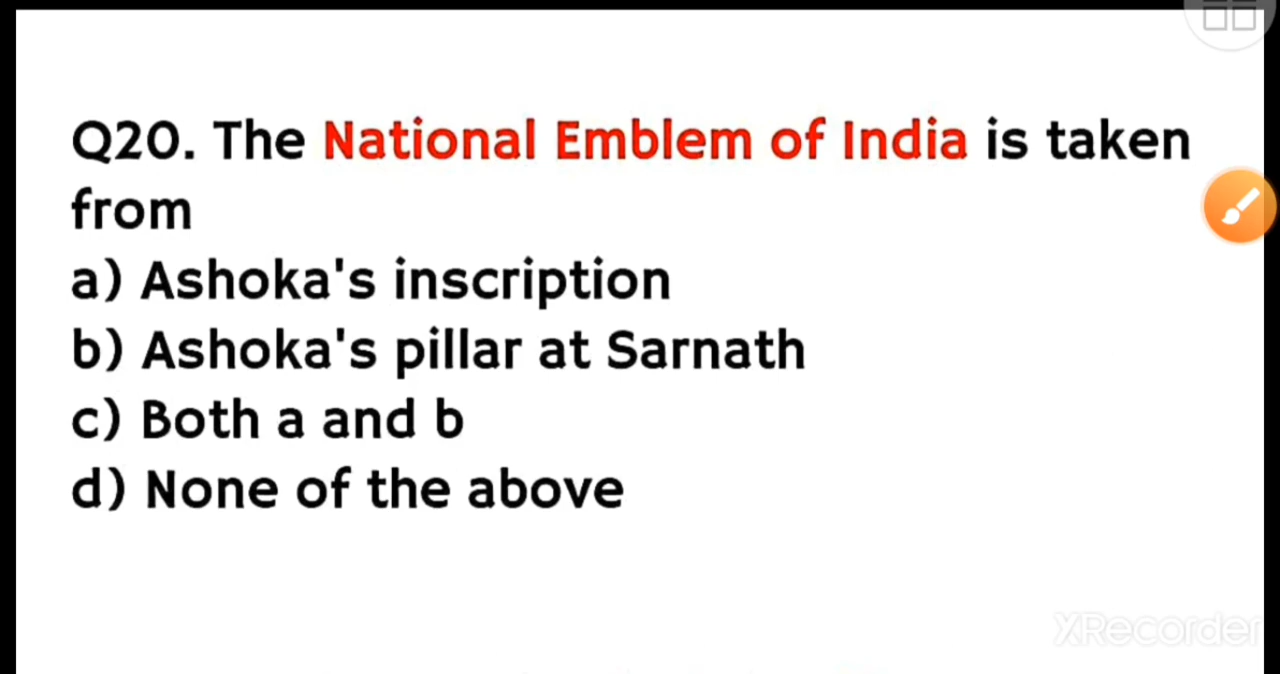 Q20. The National Emblem of India is taken
from
a) Ashoka's inscription
b) Ashoka's pillar at Sarnath
c) Both a and b
d) None of the above
XRecorder